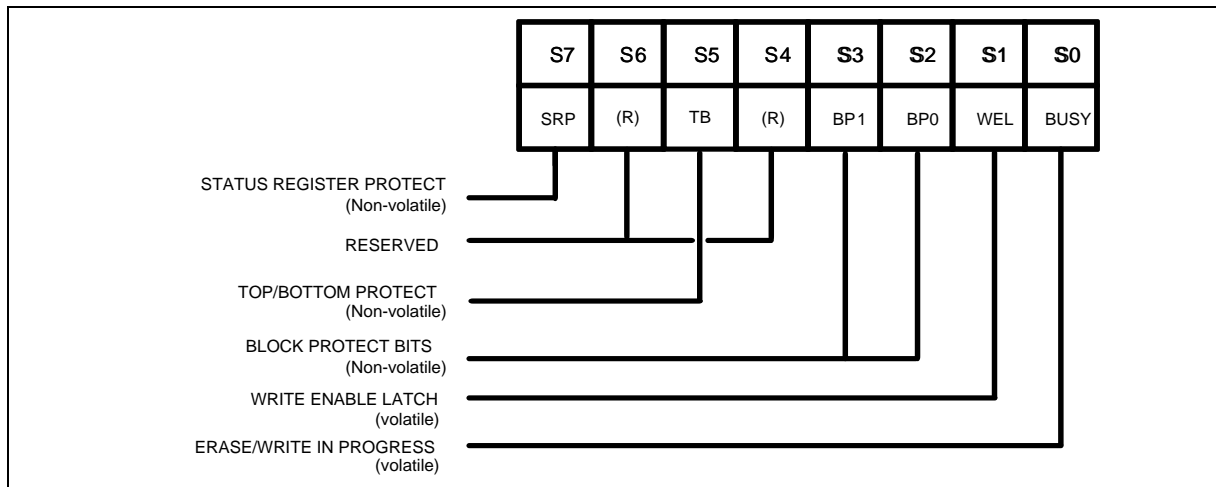 S7 S6 S5 S4 S3 S2 S1 S0
SRP (R) TB (R) BP1 BP0 WEL BUSY
STATUS REGISTER PROTECT
(Non-volatile)
RESERVED
TOP/BOTTOM PROTECT
(Non-volatile)
BLOCK PROTECT BITS
(Non-volatile)
WRITE ENABLE LATCH
(volatile)
ERASE/WRITE IN PROGRESS
(volatile)